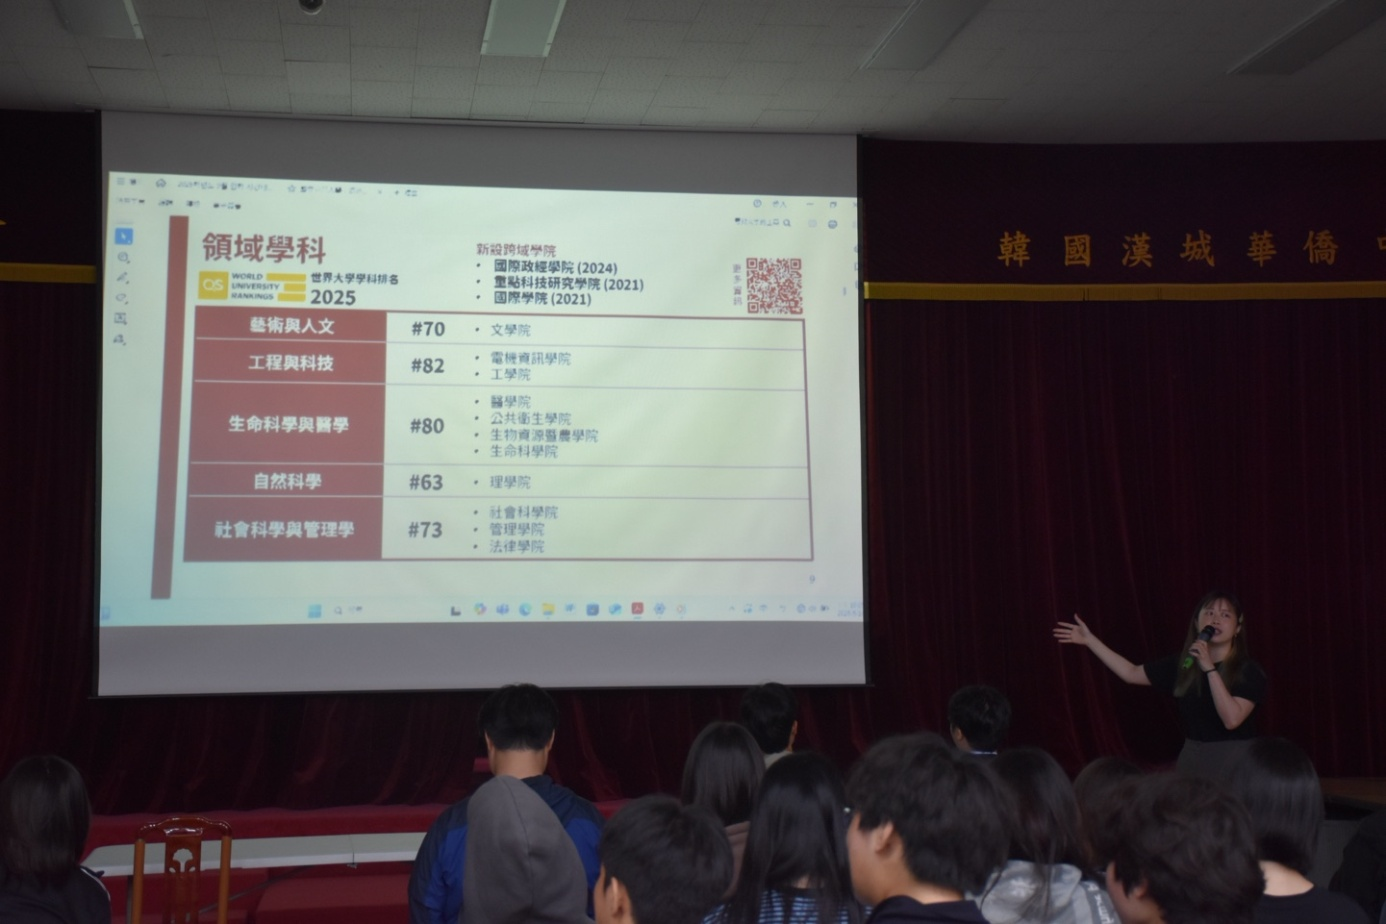 領域學科
QS WORLD UNIVERSITY RANKINGS
世界大學學科排名
2025
新設跨域學院
• 國際政經學院 (2024)
• 重點科技研究學院 (2021)
• 國際學院 (2021)
更多資訊
藝術與人文 #70 • 文學院
工程與科技 #82 • 電機資訊學院
• 工學院
生命科學與醫學 #80 • 醫學院
• 公共衛生學院
• 生物資源暨農學院
• 生命科學院
自然科學 #63 • 理學院
社會科學與管理學 #73 • 社會科學院
• 管理學院
• 法律學院
9
韓國漢城華僑